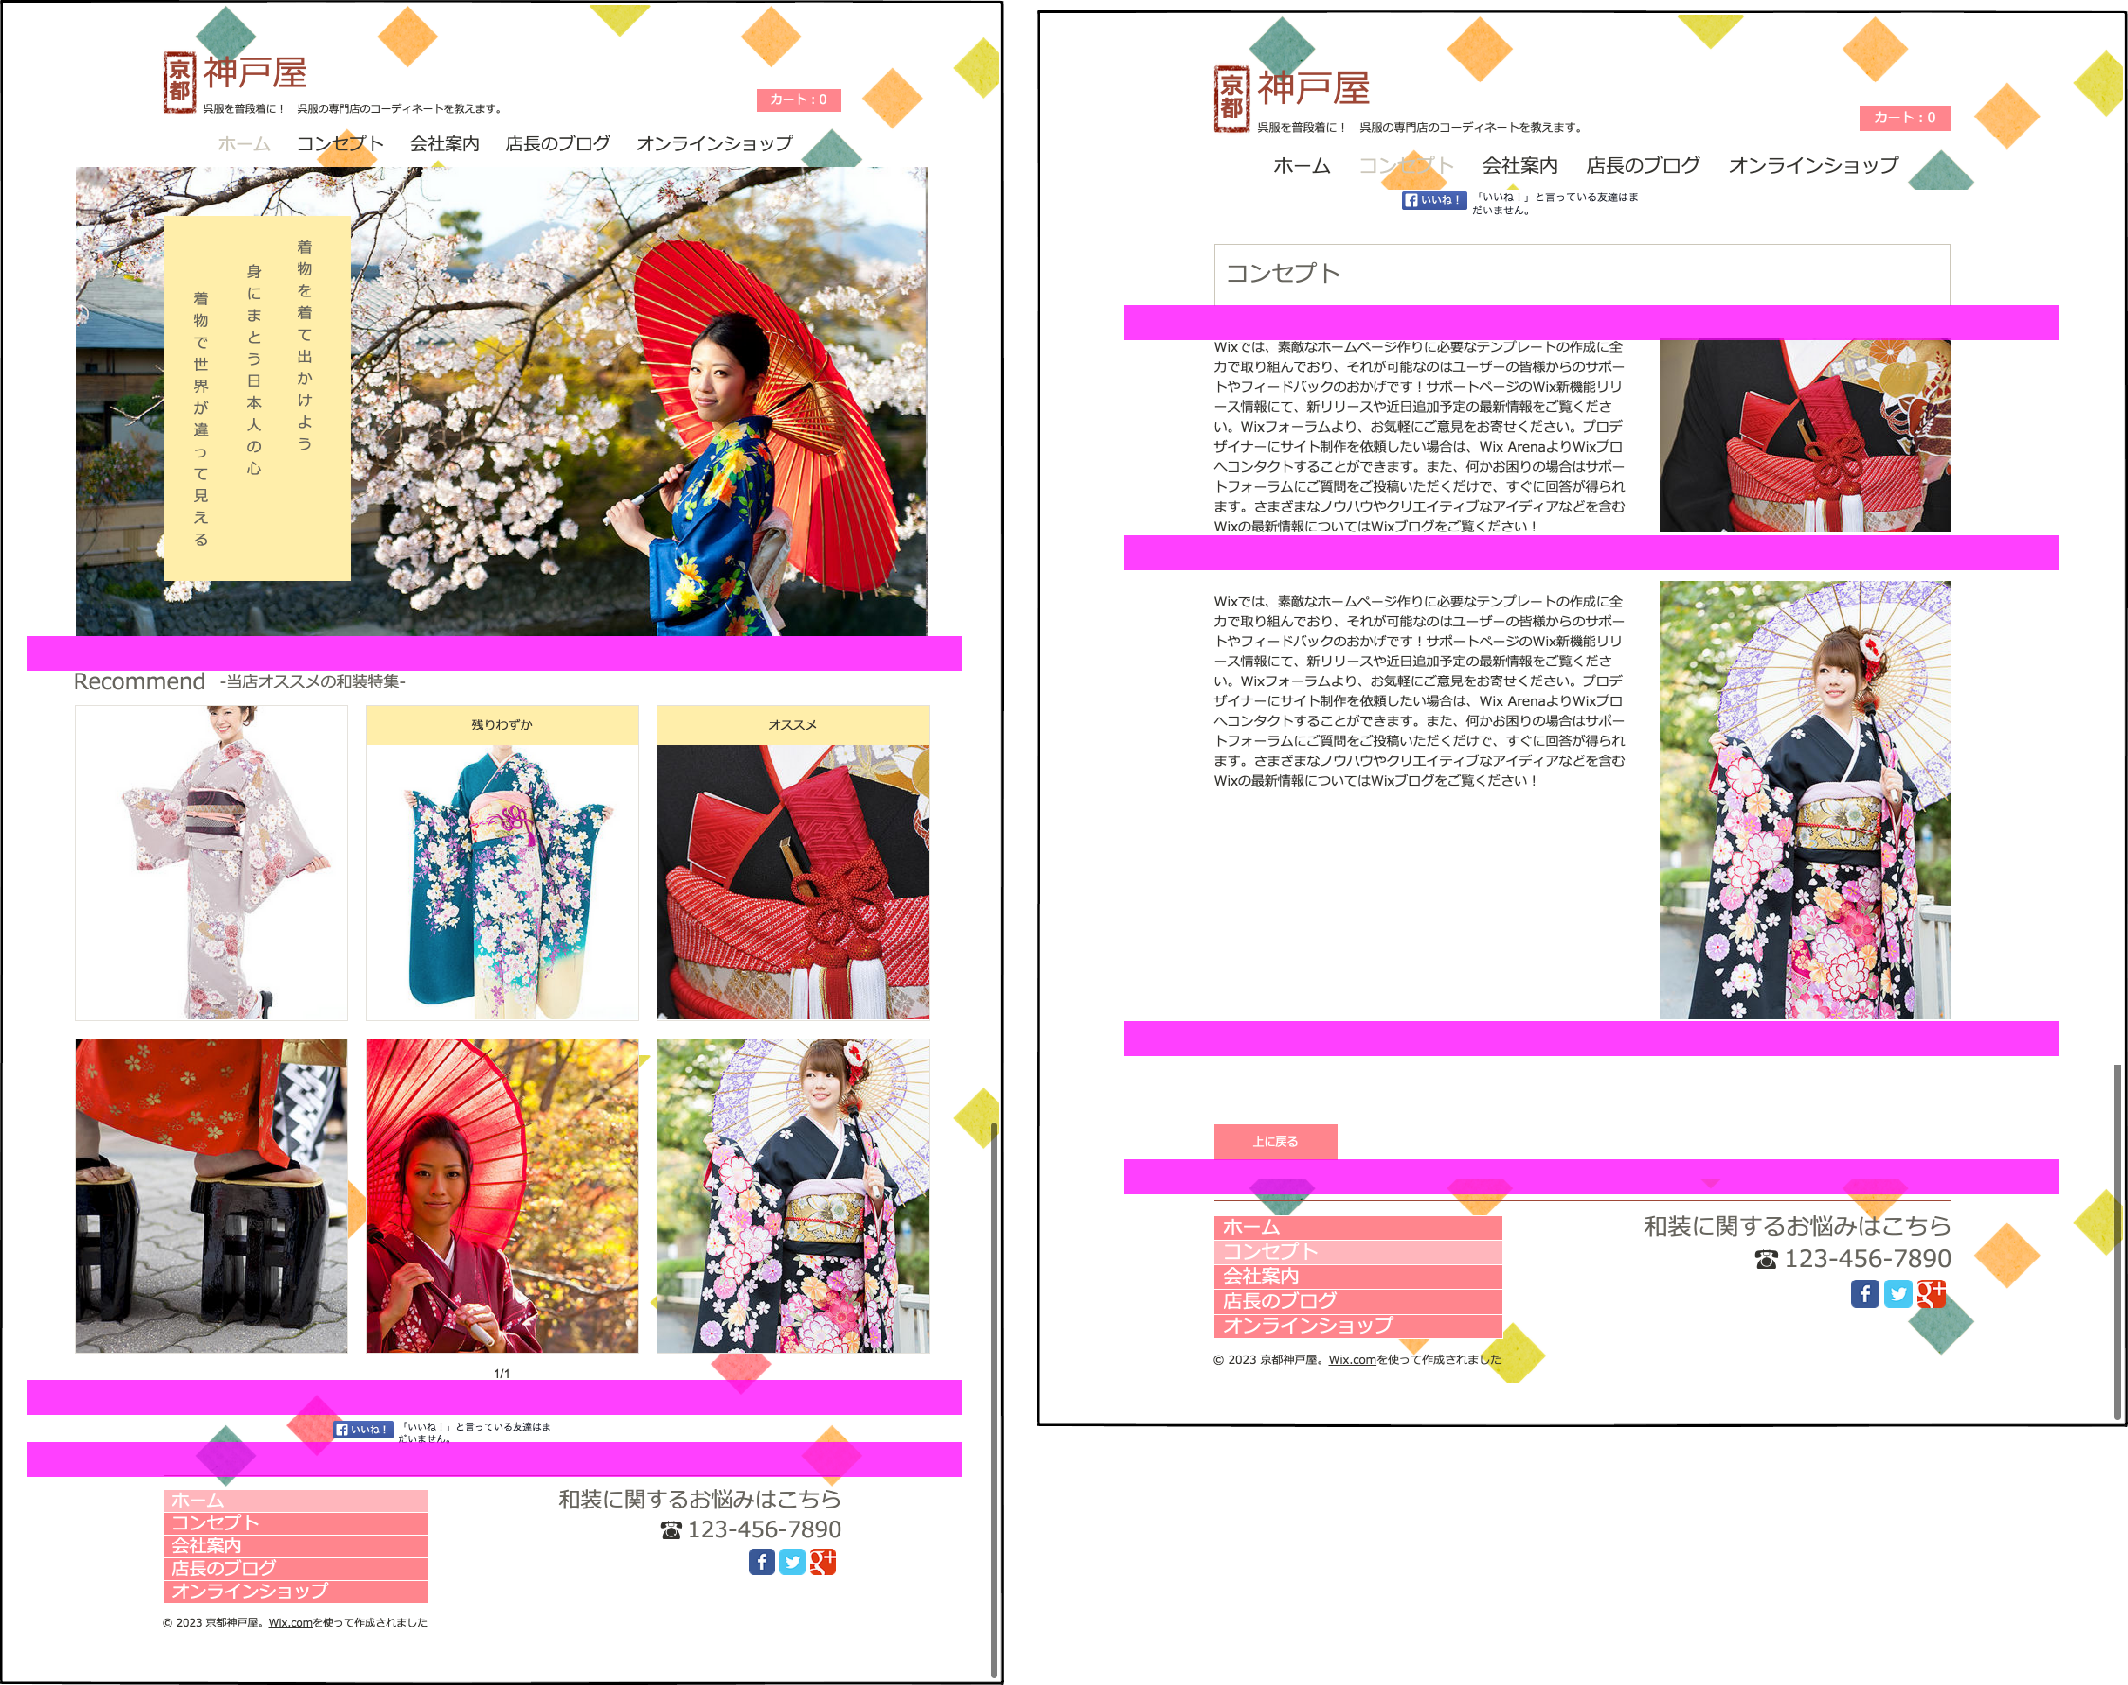 京都
神戸屋
呉服を普段着に！　呉服の専門店のコーディネートを教えます。
カート : 0
ホーム　コンセプト　会社案内　店長のブログ　オンラインショップ
着物を着て出かけよう
身にまとう日本人の心
着物で世界が違って見える
Recommend -当店オススメの和装特集-
残りわずか
オススメ
1/1
いいね！ 「いいね！」と言っている友達はま
だいません。
ホーム
コンセプト
会社案内
店長のブログ
オンラインショップ
和装に関するお悩みはこちら
123-456-7890
© 2023 京都神戸屋。Wix.comを使って作成されました
京都
神戸屋
呉服を普段着に！　呉服の専門店のコーディネートを教えます。
カート : 0
ホーム　コンセプト　会社案内　店長のブログ　オンラインショップ
いいね！ 「いいね！」と言っている友達はま
だいません。
コンセプト
Wixでは、素敵なホームページ作りに必要なテンプレートの作成に全
力で取り組んでおり、それが可能なのはユーザーの皆様からのサポー
トやフィードバックのおかげです！サポートページのWix新機能リリ
ース情報にて、新リリースや近日追加予定の最新情報をご覧くださ
い。Wixフォーラムより、お気軽にご意見をお寄せください。プロデ
ザイナーにサイト制作を依頼したい場合は、Wix ArenaよりWixプロ
へコンタクトすることができます。また、何かお困りの場合はサポー
トフォーラムにご質問をご投稿いただくだけで、すぐに回答が得られ
ます。さまざまなノウハウやクリエイティブなアイディアなどを含む
Wixの最新情報についてはWixブログをご覧ください！
Wixでは、素敵なホームページ作りに必要なテンプレートの作成に全
力で取り組んでおり、それが可能なのはユーザーの皆様からのサポー
トやフィードバックのおかげです！サポートページのWix新機能リリ
ース情報にて、新リリースや近日追加予定の最新情報をご覧くださ
い。Wixフォーラムより、お気軽にご意見をお寄せください。プロデ
ザイナーにサイト制作を依頼したい場合は、Wix ArenaよりWixプロ
へコンタクトすることができます。また、何かお困りの場合はサポー
トフォーラムにご質問をご投稿いただくだけで、すぐに回答が得られ
ます。さまざまなノウハウやクリエイティブなアイディアなどを含む
Wixの最新情報についてはWixブログをご覧ください！
上に戻る
ホーム
コンセプト
会社案内
店長のブログ
オンラインショップ
和装に関するお悩みはこちら
123-456-7890
© 2023 京都神戸屋。Wix.comを使って作成されました